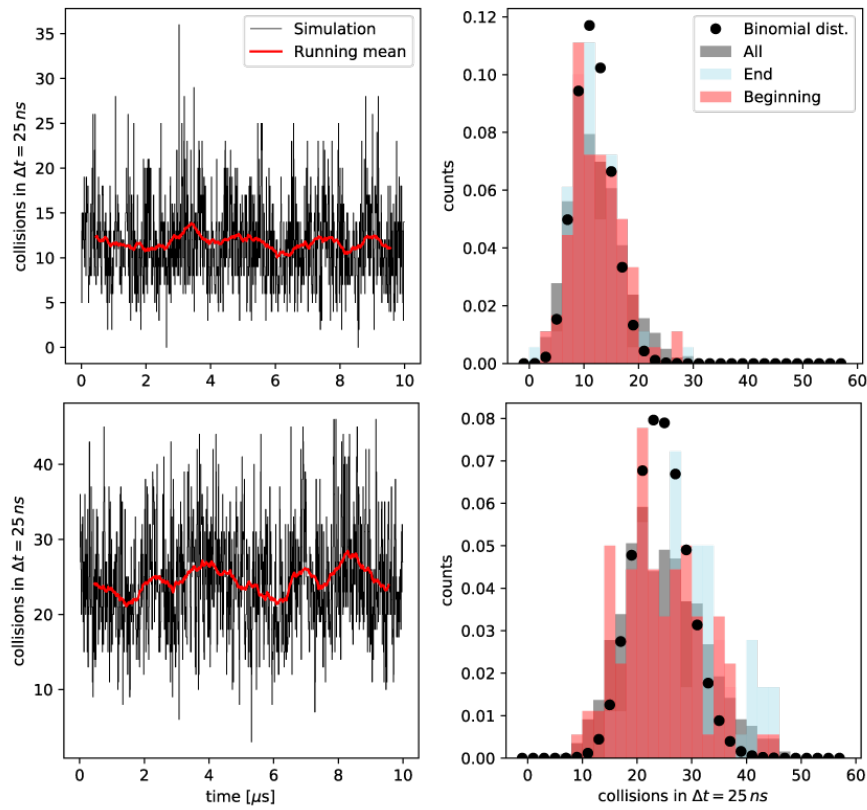 Simulation
Running mean
collisions in Δt = 25 ns
35
30
25
20
15
10
5
0
0 2 4 6 8 10
Binomial dist.
All
End
Beginning
counts
0.12
0.10
0.08
0.06
0.04
0.02
0.00
0 10 20 30 40 50 60
collisions in Δt = 25 ns
40
30
20
10
0 2 4 6 8 10
time [μs]
counts
0.08
0.07
0.06
0.05
0.04
0.03
0.02
0.01
0.00
0 10 20 30 40 50 60
collisions in Δt = 25 ns